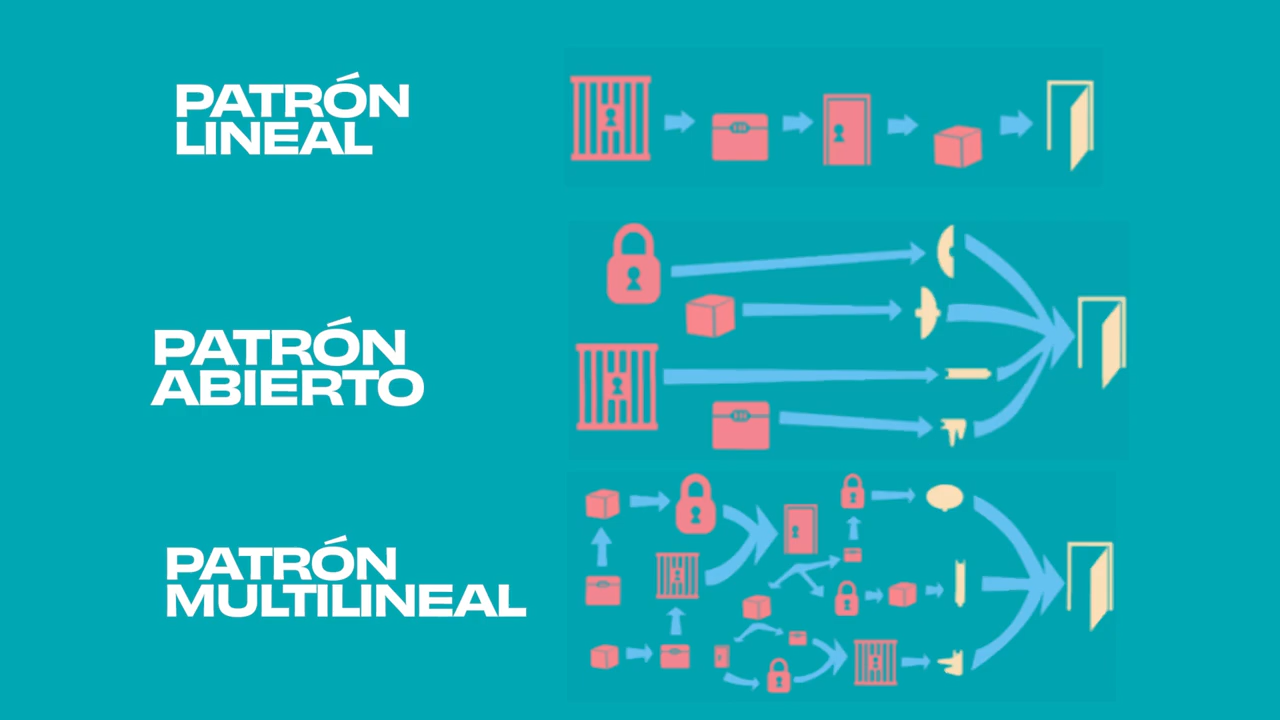 PATRÓN
LINEAL
PATRÓN
ABIERTO
PATRÓN
MULTILINEAL